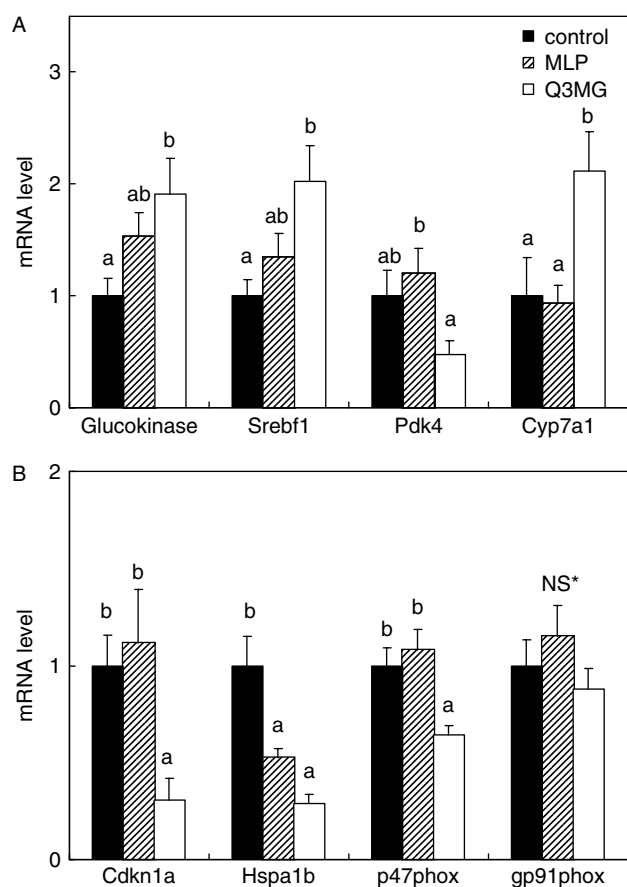 A
control
MLP
Q3MG
3
2
1
0
mRNA level
a
ab
b
a
ab
b
ab
b
a
a
a
b
Glucokinase
Srebf1
Pdk4
Cyp7a1
B
2
1
0
mRNA level
b
b
a
b
a
a
b
b
a
NS*
Cdkn1a
Hspa1b
p47phox
gp91phox